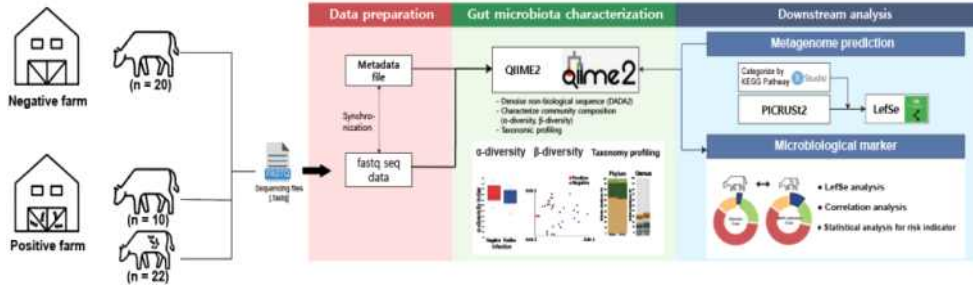 Data preparation
Gut microbiota characterization
Downstream analysis
Negative farm
(n = 20)
Positive farm
(n = 10)
(n = 22)
Sequencing files
(.fastq)
Metadata
file
Synchro-
nization
fastq seq
data
QIIME2
qiime2
- Denoise non-biological sequence (DADA2)
- Characterize community composition
(α-diversity, β-diversity)
- Taxonomic profiling
α-diversity
β-diversity
Taxonomy profiling
Phylum
Genus
Metagenome prediction
Categorize by
KEGG Pathway
Studio
PICRUSt2
LefSe
Microbiological marker
• LefSe analysis
• Correlation analysis
• Statistical analysis for risk indicator